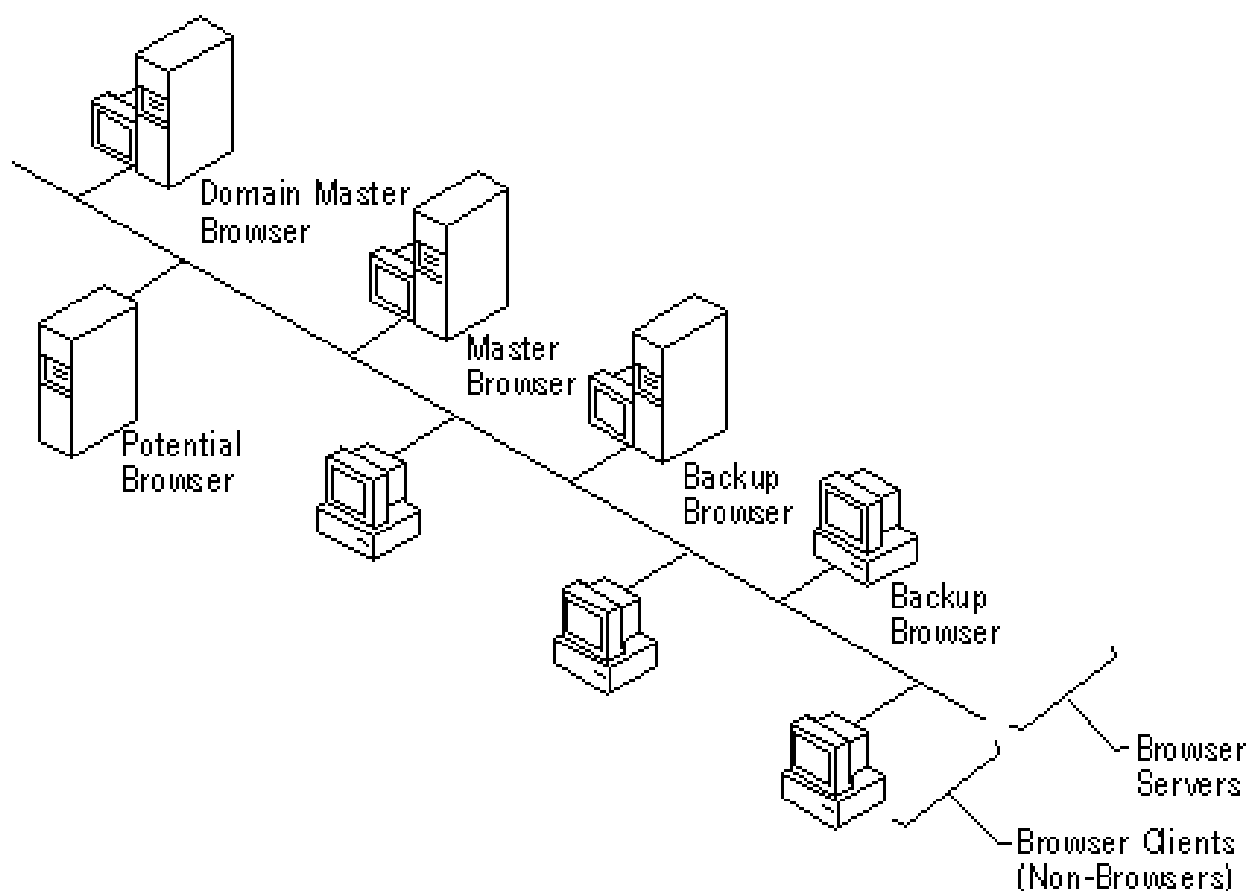 Domain Master
Browser
Master
Browser
Potential
Browser
Backup
Browser
Backup
Browser
Browser
Servers
Browser Clients
(Non-Browsers)